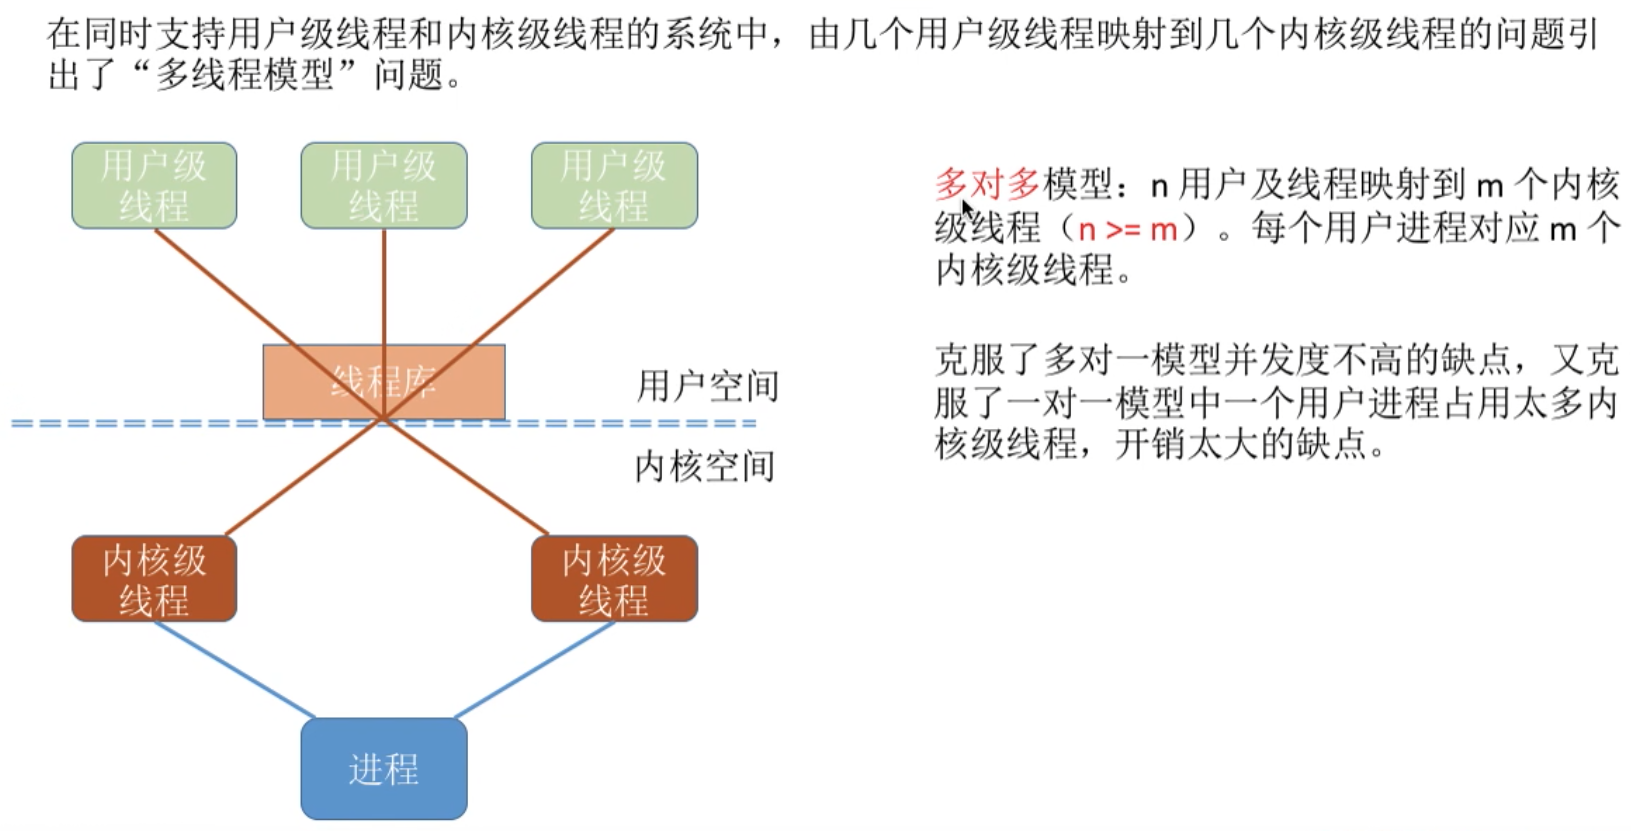 在同时支持用户级线程和内核级线程的系统中，由几个用户级线程映射到几个内核级线程的问题引
出了“多线程模型”问题。
用户级
线程
用户级
线程
用户级
线程
线程库
用户空间
内核空间
内核级
线程
内核级
线程
进程
多对多模型：n 用户及线程映射到 m 个内核
级线程（n >= m）。每个用户进程对应 m 个
内核级线程。
克服了多对一模型并发度不高的缺点，又克
服了一对一模型中一个用户进程占用太多内
核级线程，开销太大的缺点。